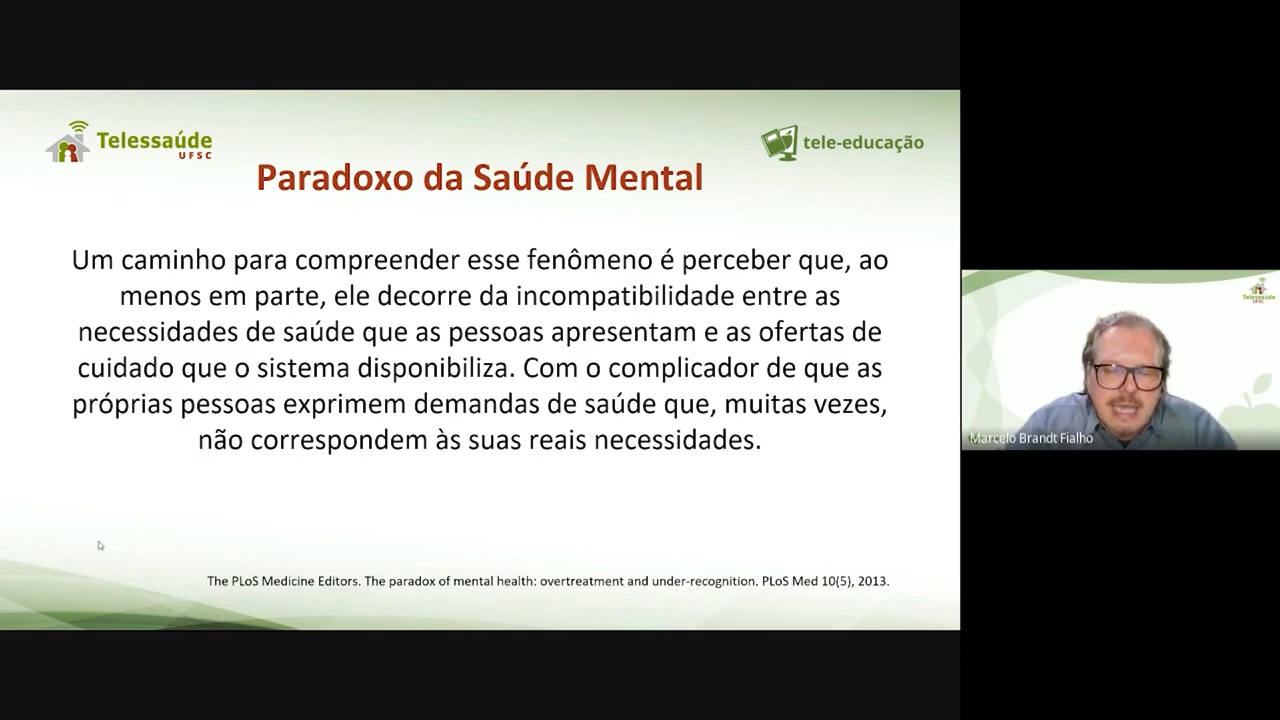 Telessaúde
UFSC
tele-educação
Paradoxo da Saúde Mental
Um caminho para compreender esse fenômeno é perceber que, ao
menos em parte, ele decorre da incompatibilidade entre as
necessidades de saúde que as pessoas apresentam e as ofertas de
cuidado que o sistema disponibiliza. Com o complicador de que as
próprias pessoas exprimem demandas de saúde que, muitas vezes,
não correspondem às suas reais necessidades.
The PLoS Medicine Editors. The paradox of mental health: overtreatment and under-recognition. PLoS Med 10(5), 2013.
Telessaúde
UFSC
Marcelo Brandt Fialho